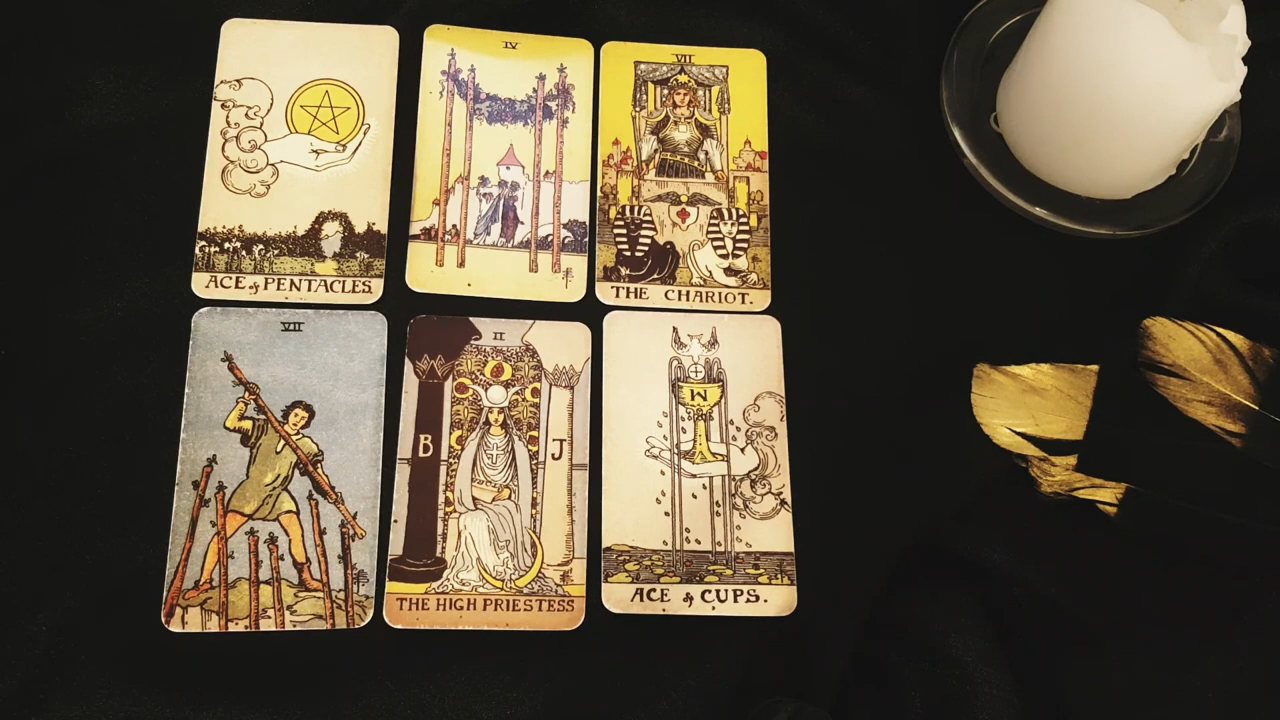 ACE of PENTACLES.
IV
VII
THE CHARIOT.
VII
II
B
J
THE HIGH PRIESTESS
W
ACE of CUPS.